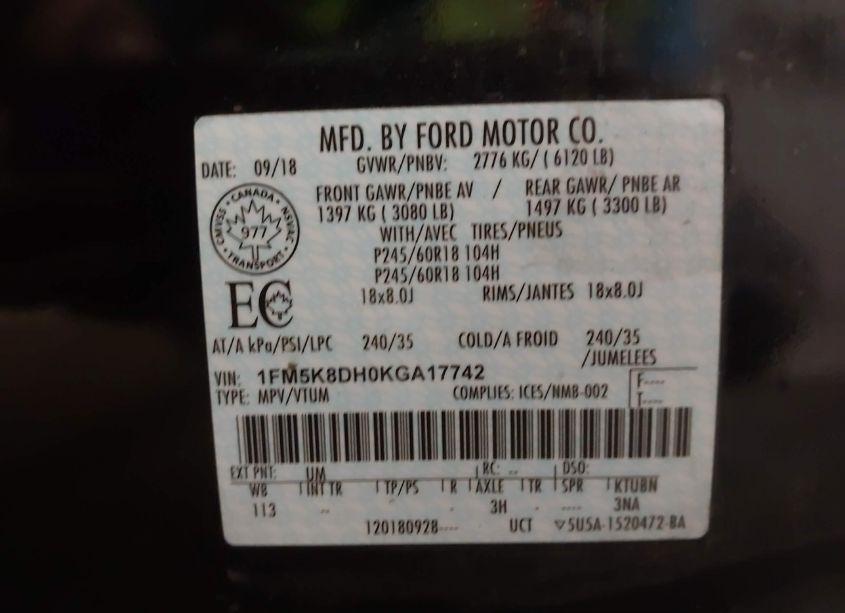 MFD. BY FORD MOTOR CO.
DATE: 09/18 GVWR/PNBV: 2776 KG/ ( 6120 LB)
FRONT GAWR/PNBE AV / REAR GAWR/ PNBE AR
1397 KG ( 3080 LB) 1497 KG ( 3300 LB)
CANADA CMVSS NSVAC 977 TRANSPORT
WITH/AVEC TIRES/PNEUS
P245/60R18 104H
P245/60R18 104H
EC
18x8.0J RIMS/JANTES 18x8.0J
AT/A kPa/PSI/LPC 240/35 COLD/A FROID 240/35
/JUMELEES
VIN: 1FM5K8DH0KGA17742
TYPE: MPV/VTUM COMPLIES: ICES/NMB-002
F----
T----
EXT PNT: UM RC: -- DSO:
WB INT TR TP/PS R AXLE TR SPR KTUBN
113 -- - 3H - ---- 3NA
120180928---- UCT 5U5A-1520472-BA